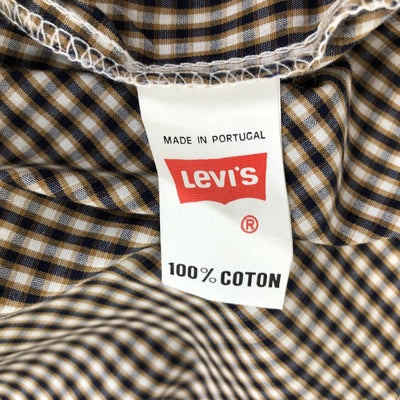 MADE IN PORTUGAL
LEVI'S
®
100% COTON